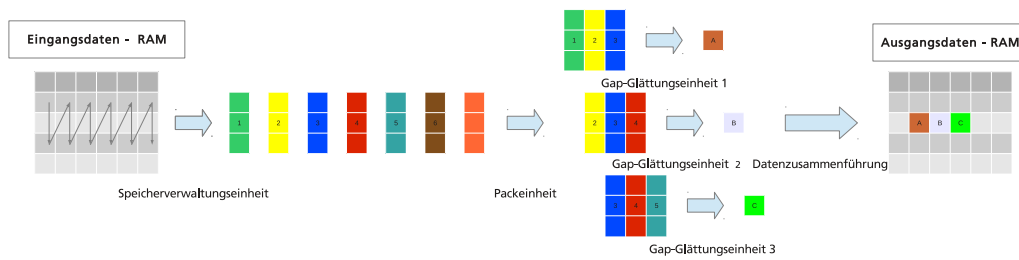 Eingangsdaten - RAM
1 2 3 4 5 6
Speicherverwaltungseinheit
Packeinheit
1 2 3 A
Gap-Glättungseinheit 1
2 3 4 B
Gap-Glättungseinheit 2
3 4 5 C
Gap-Glättungseinheit 3
Datenzusammenführung
Ausgangsdaten - RAM
A B C